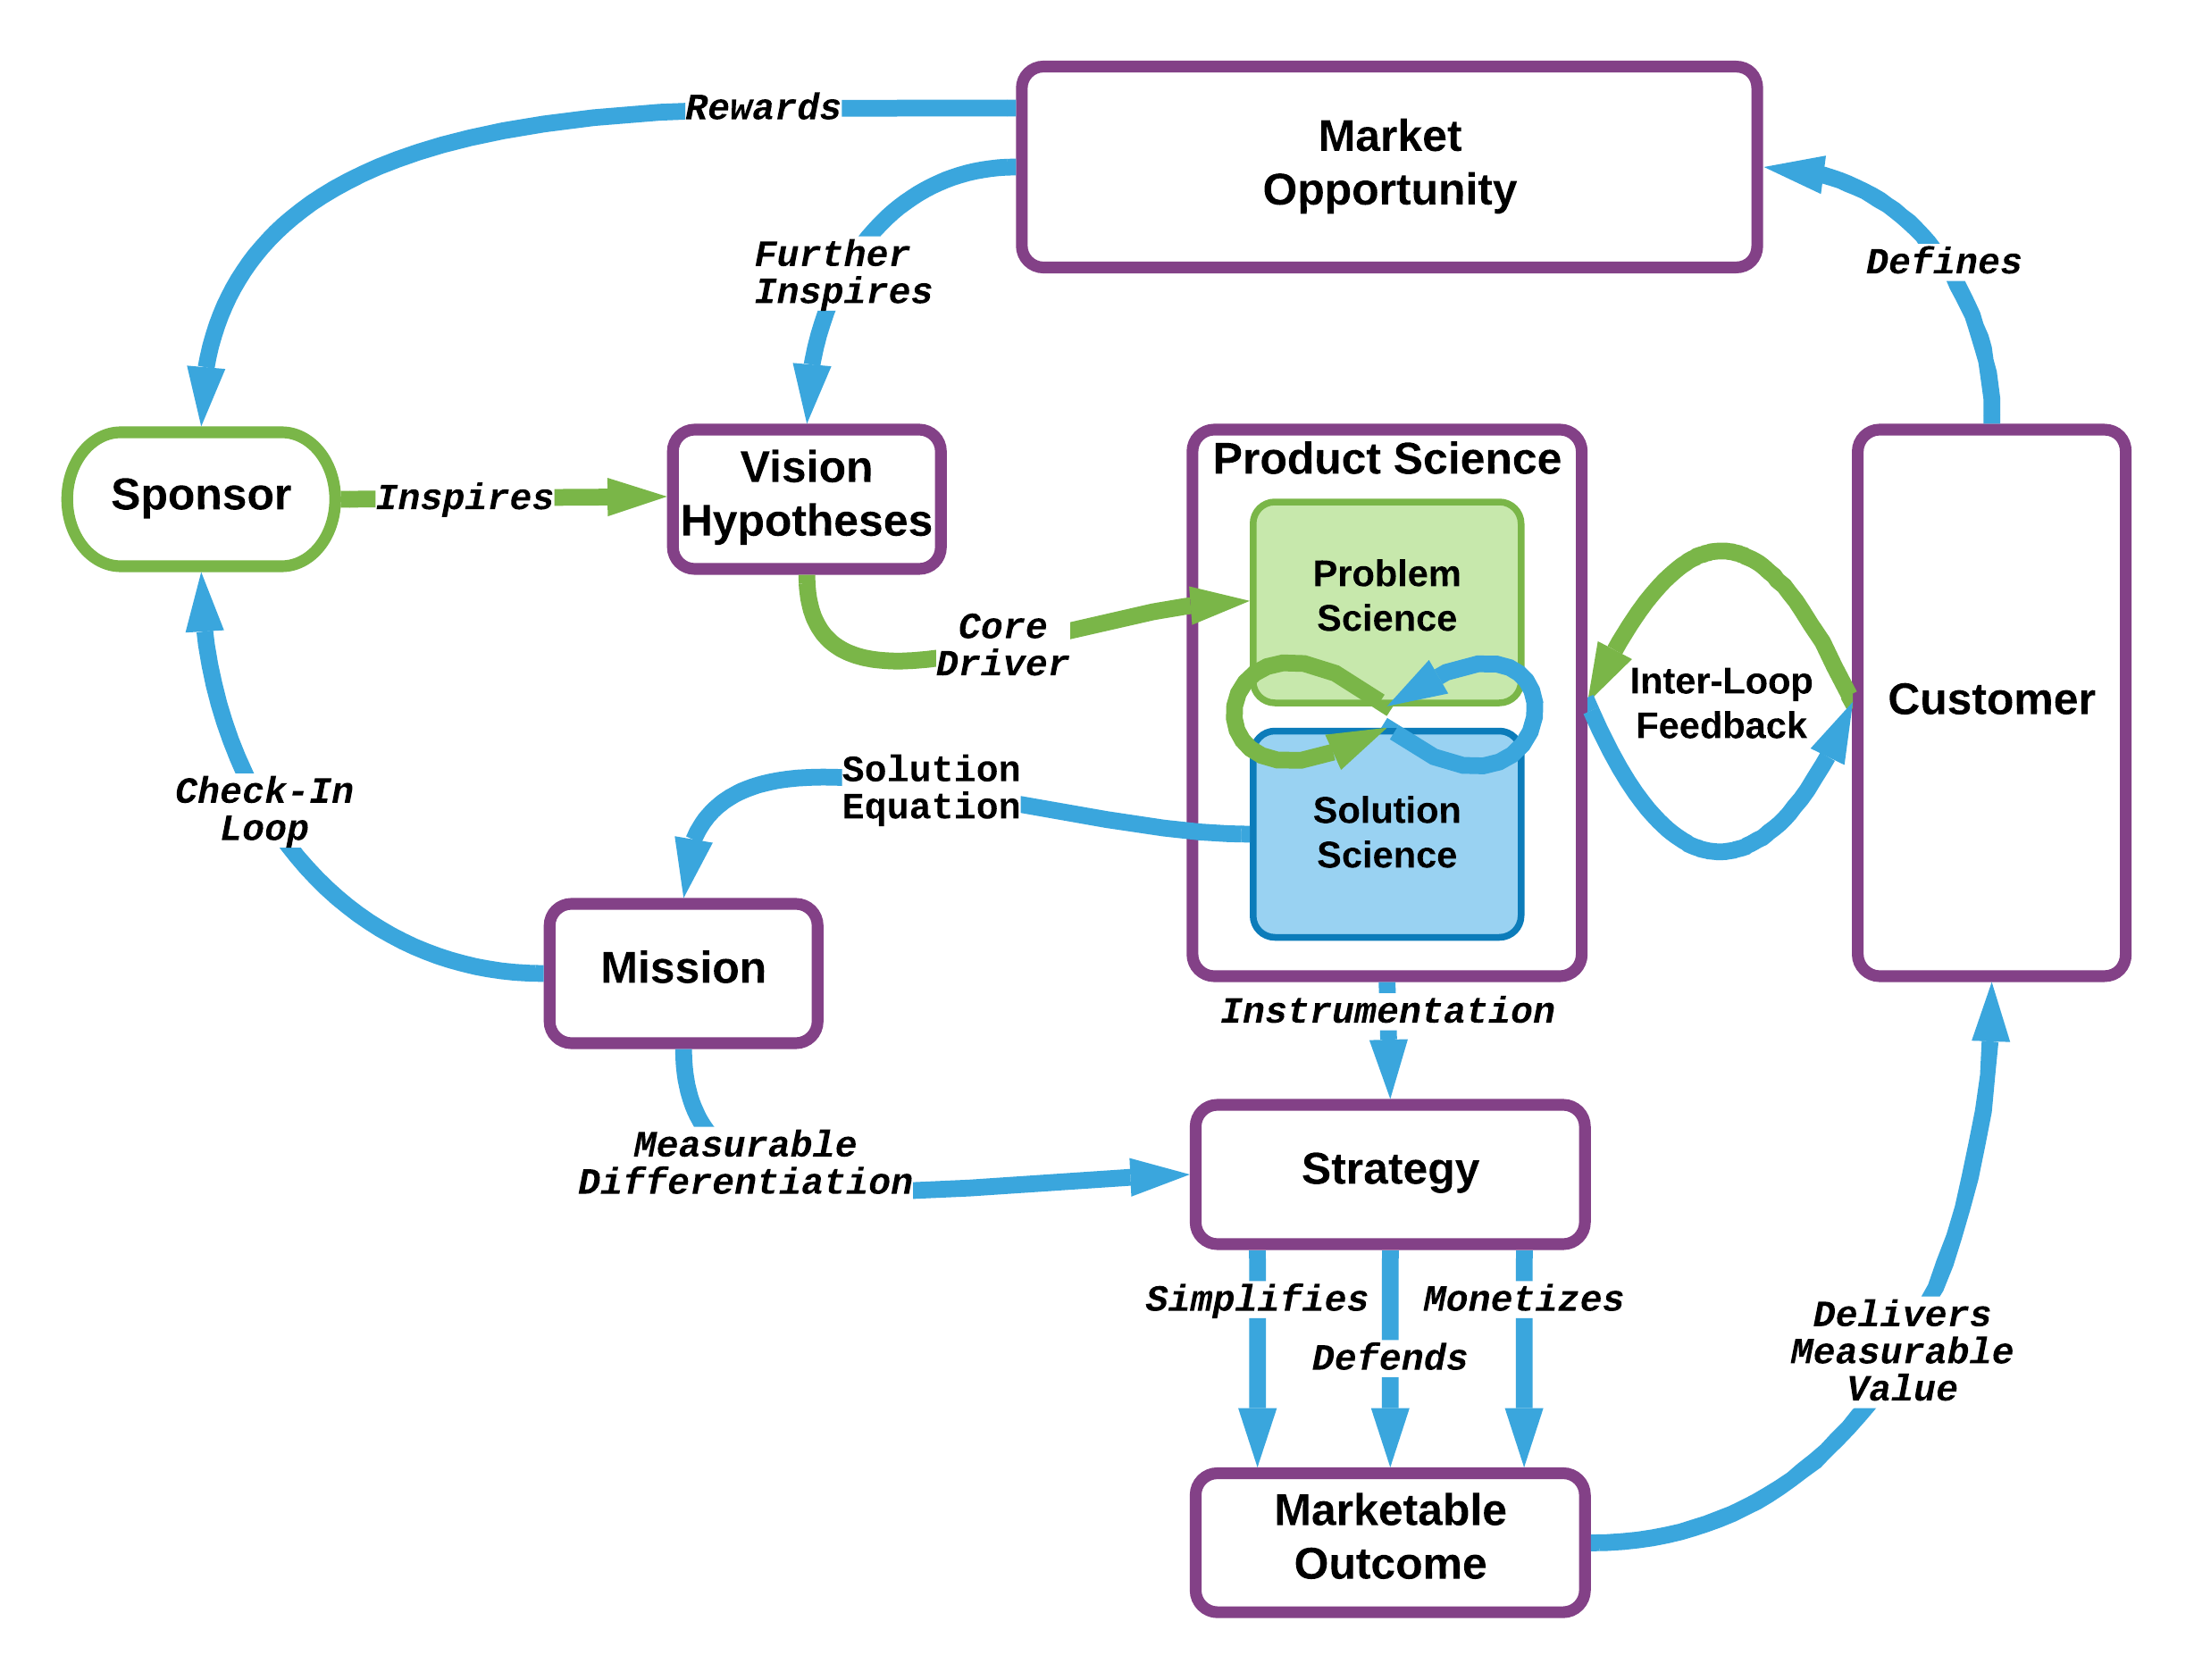 Rewards
Market
Opportunity
Further
Inspires
Defines
Sponsor
Inspires
Vision
Hypotheses
Product Science
Problem
Science
Core
Driver
Inter-Loop
Feedback
Customer
Solution
Equation
Check-In
Loop
Solution
Science
Mission
Instrumentation
Measurable
Differentiation
Strategy
Simplifies
Monetizes
Defends
Delivers
Measurable
Value
Marketable
Outcome